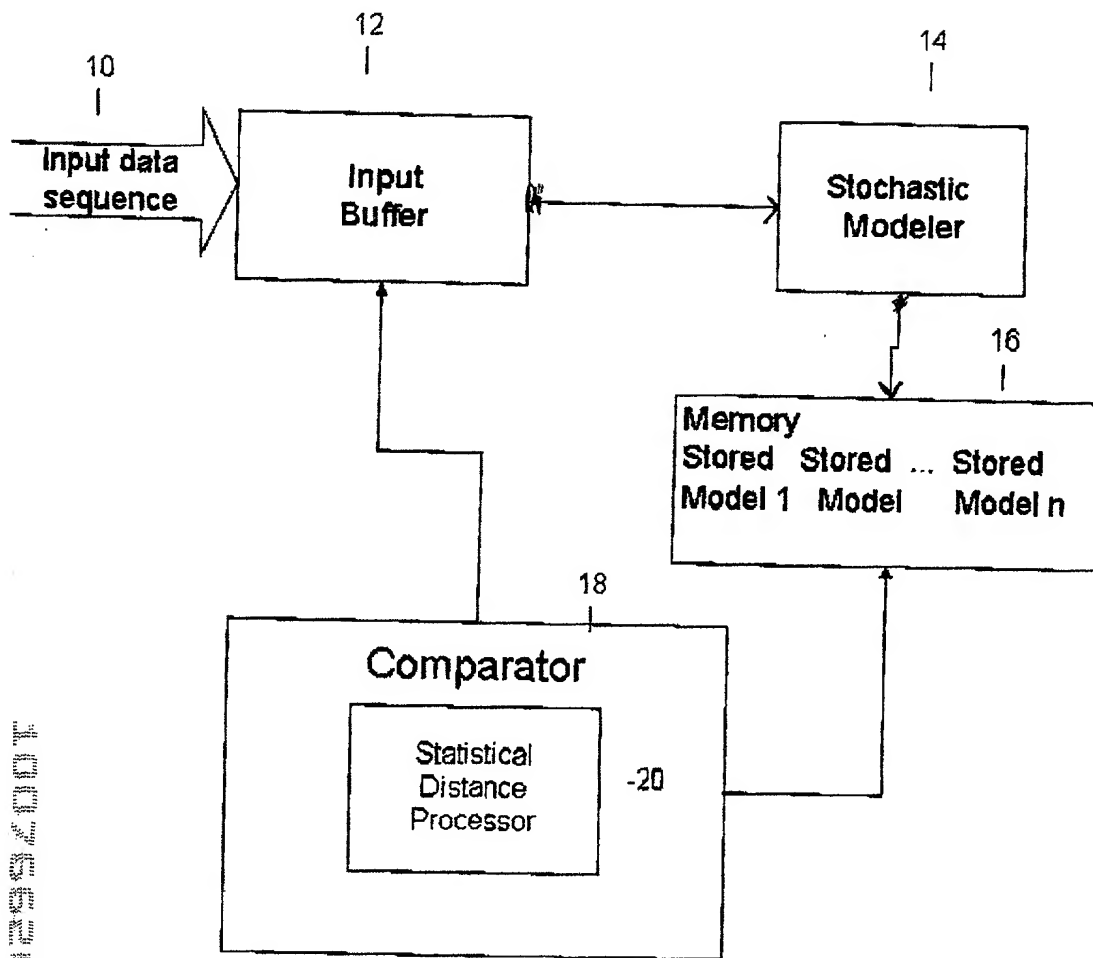 12
14
10
Input data
sequence
Input
Buffer
Stochastic
Modeler
16
Memory
Stored Stored ... Stored
Model 1 Model Model n
18
Comparator
Statistical
Distance
Processor
-20